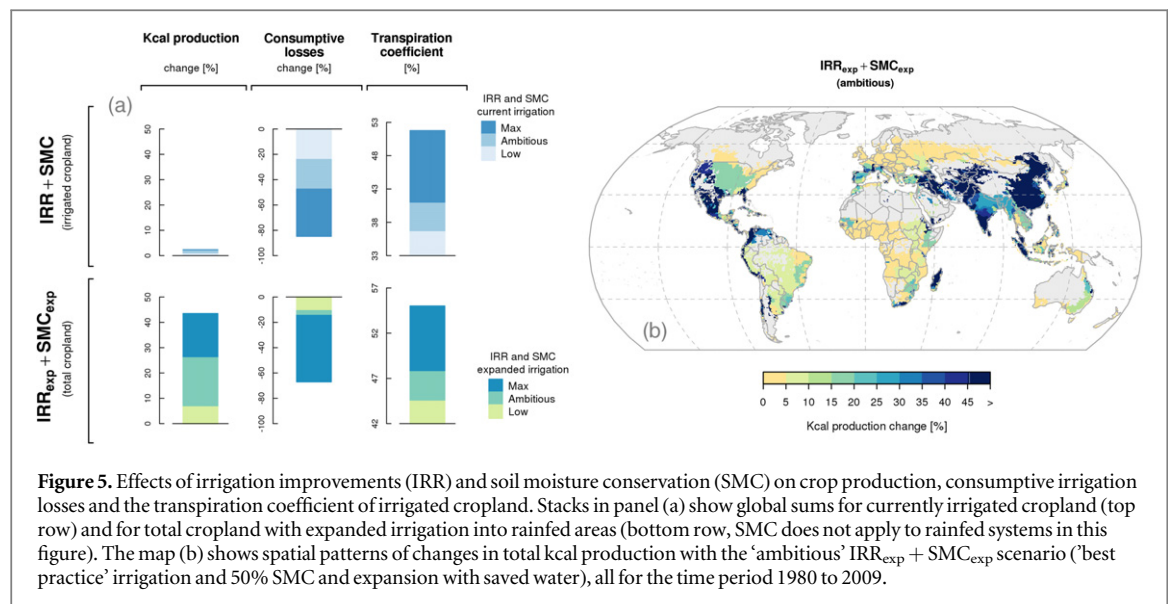 Kcal production
change [%]
Consumptive
losses
change [%]
Transpiration
coefficient
[%]
(a)
IRR + SMC
(irrigated cropland)
0 10 20 30 40 50
0 -20 -40 -60 -80 -100
33 38 43 48 53
IRR and SMC
current irrigation
Max
Ambitious
Low
IRRexp + SMCexp
(total cropland)
0 10 20 30 40 50
0 -20 -40 -60 -80 -100
42 47 52 57
IRR and SMC
expanded irrigation
Max
Ambitious
Low
IRRexp + SMCexp
(ambitious)
(b)
0 5 10 15 20 25 30 35 40 45 >
Kcal production change [%]
Figure 5. Effects of irrigation improvements (IRR) and soil moisture conservation (SMC) on crop production, consumptive irrigation
losses and the transpiration coefficient of irrigated cropland. Stacks in panel (a) show global sums for currently irrigated cropland (top
row) and for total cropland with expanded irrigation into rainfed areas (bottom row, SMC does not apply to rainfed systems in this
figure). The map (b) shows spatial patterns of changes in total kcal production with the ‘ambitious’ IRRexp + SMCexp scenario (’best
practice’ irrigation and 50% SMC and expansion with saved water), all for the time period 1980 to 2009.